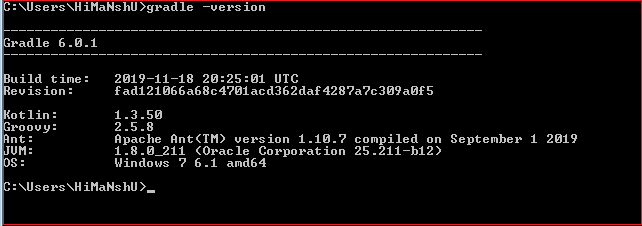 C:\Users\HiMaNshU>gradle -version
------------------------------------------------------------
Gradle 6.0.1
------------------------------------------------------------
Build time:   2019-11-18 20:25:01 UTC
Revision:     fad121066a68c4701acd362daf4287a7c309a0f5
Kotlin:       1.3.50
Groovy:       2.5.8
Ant:          Apache Ant(TM) version 1.10.7 compiled on September 1 2019
JVM:          1.8.0_211 (Oracle Corporation 25.211-b12)
OS:           Windows 7 6.1 amd64
C:\Users\HiMaNshU>_